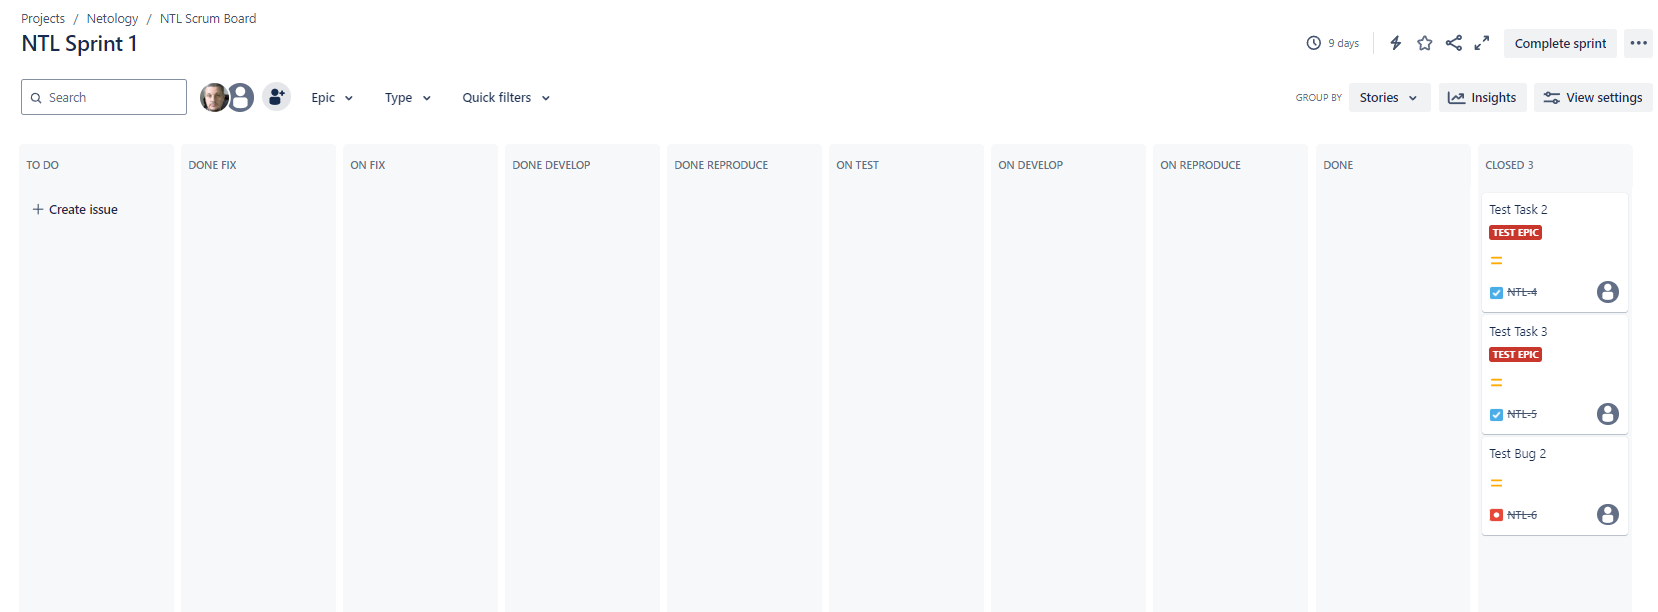 Projects / Netology / NTL Scrum Board
NTL Sprint 1
9 days
Complete sprint
Search
Epic
Type
Quick filters
GROUP BY
Stories
Insights
View settings
TO DO
DONE FIX
ON FIX
DONE DEVELOP
DONE REPRODUCE
ON TEST
ON DEVELOP
ON REPRODUCE
DONE
CLOSED 3
+ Create issue
Test Task 2
TEST EPIC
NTL-4
Test Task 3
TEST EPIC
NTL-5
Test Bug 2
NTL-6